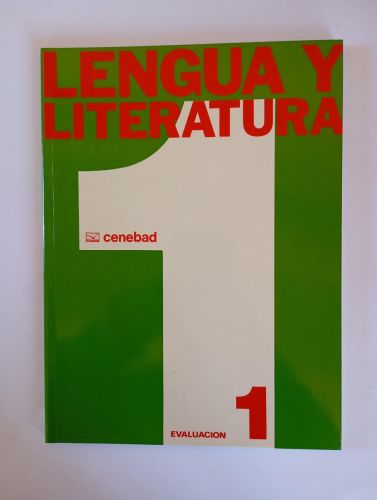 LENGUA Y
LITERATURA
1
cenebad
EVALUACION 1